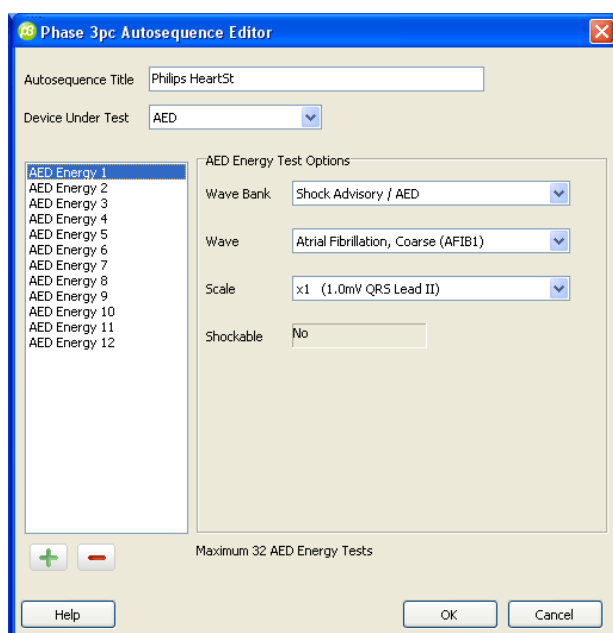 Phase 3pc Autosequence Editor
Autosequence Title Philips HeartSt
Device Under Test AED
AED Energy 1
AED Energy 2
AED Energy 3
AED Energy 4
AED Energy 5
AED Energy 6
AED Energy 7
AED Energy 8
AED Energy 9
AED Energy 10
AED Energy 11
AED Energy 12
AED Energy Test Options
Wave Bank Shock Advisory / AED
Wave Atrial Fibrillation, Coarse (AFIB1)
Scale x1 (1.0mV QRS Lead II)
Shockable No
Maximum 32 AED Energy Tests
Help OK Cancel